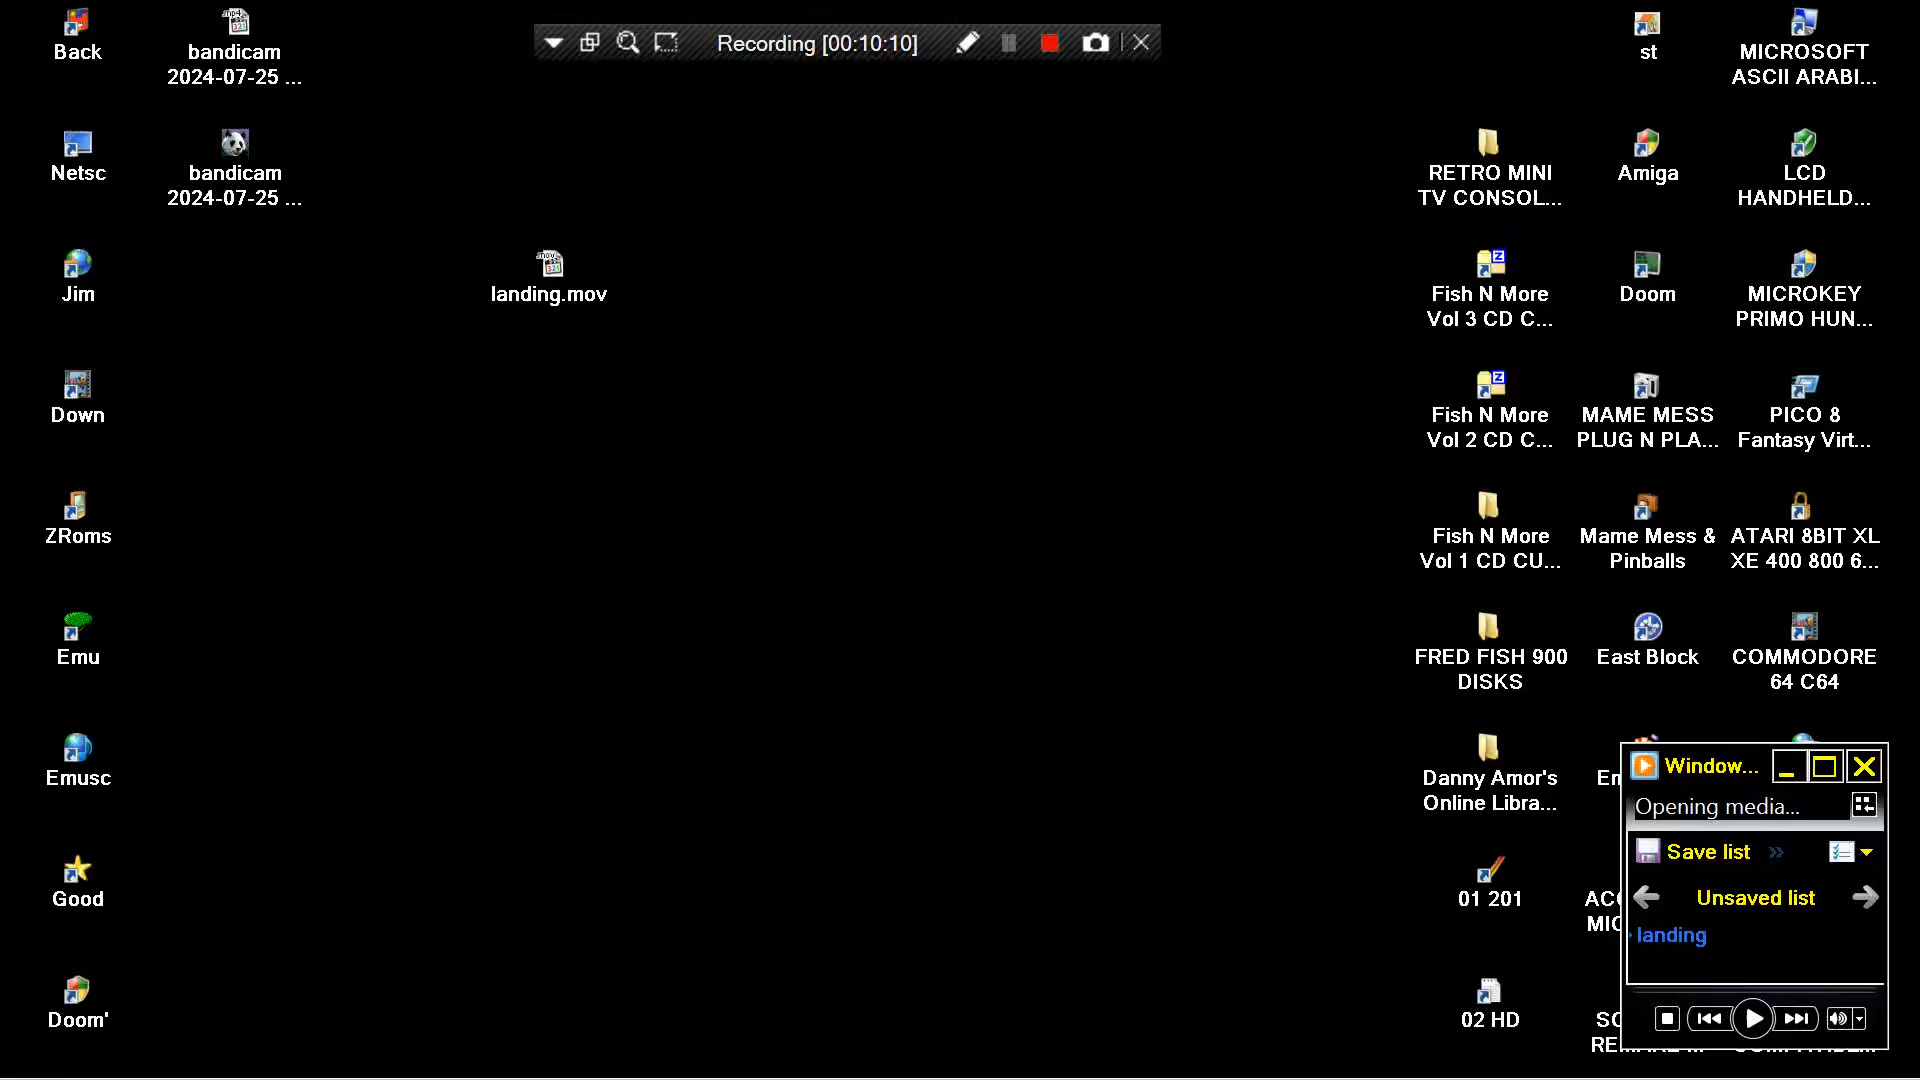 Recording [00:10:10]
Back
bandicam
2024-07-25 ...
st
MICROSOFT
ASCII ARABI...
Netsc
bandicam
2024-07-25 ...
RETRO MINI
TV CONSOL...
Amiga
LCD
HANDHELD...
Jim
landing.mov
Fish N More
Vol 3 CD C...
Doom
MICROKEY
PRIMO HUN...
Down
Fish N More
Vol 2 CD C...
MAME MESS
PLUG N PLA...
PICO 8
Fantasy Virt...
ZRoms
Fish N More
Vol 1 CD CU...
Mame Mess &
Pinballs
ATARI 8BIT XL
XE 400 800 6...
Emu
FRED FISH 900
DISKS
East Block
COMMODORE
64 C64
Emusc
Danny Amor's
Online Libra...
Good
01 201
Doom'
02 HD
Window...
Opening media...
Save list
Unsaved list
landing